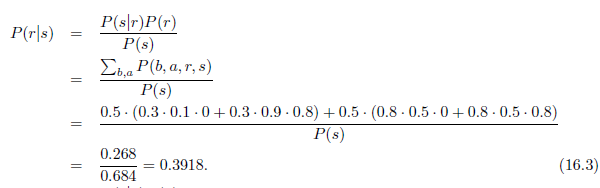 P(r|s) = P(s|r)P(r) / P(s)
= ∑b,a P(b, a, r, s) / P(s)
= 0.5 · (0.3 · 0.1 · 0 + 0.3 · 0.9 · 0.8) + 0.5 · (0.8 · 0.5 · 0 + 0.8 · 0.5 · 0.8) / P(s)
= 0.268 / 0.684 = 0.3918. (16.3)